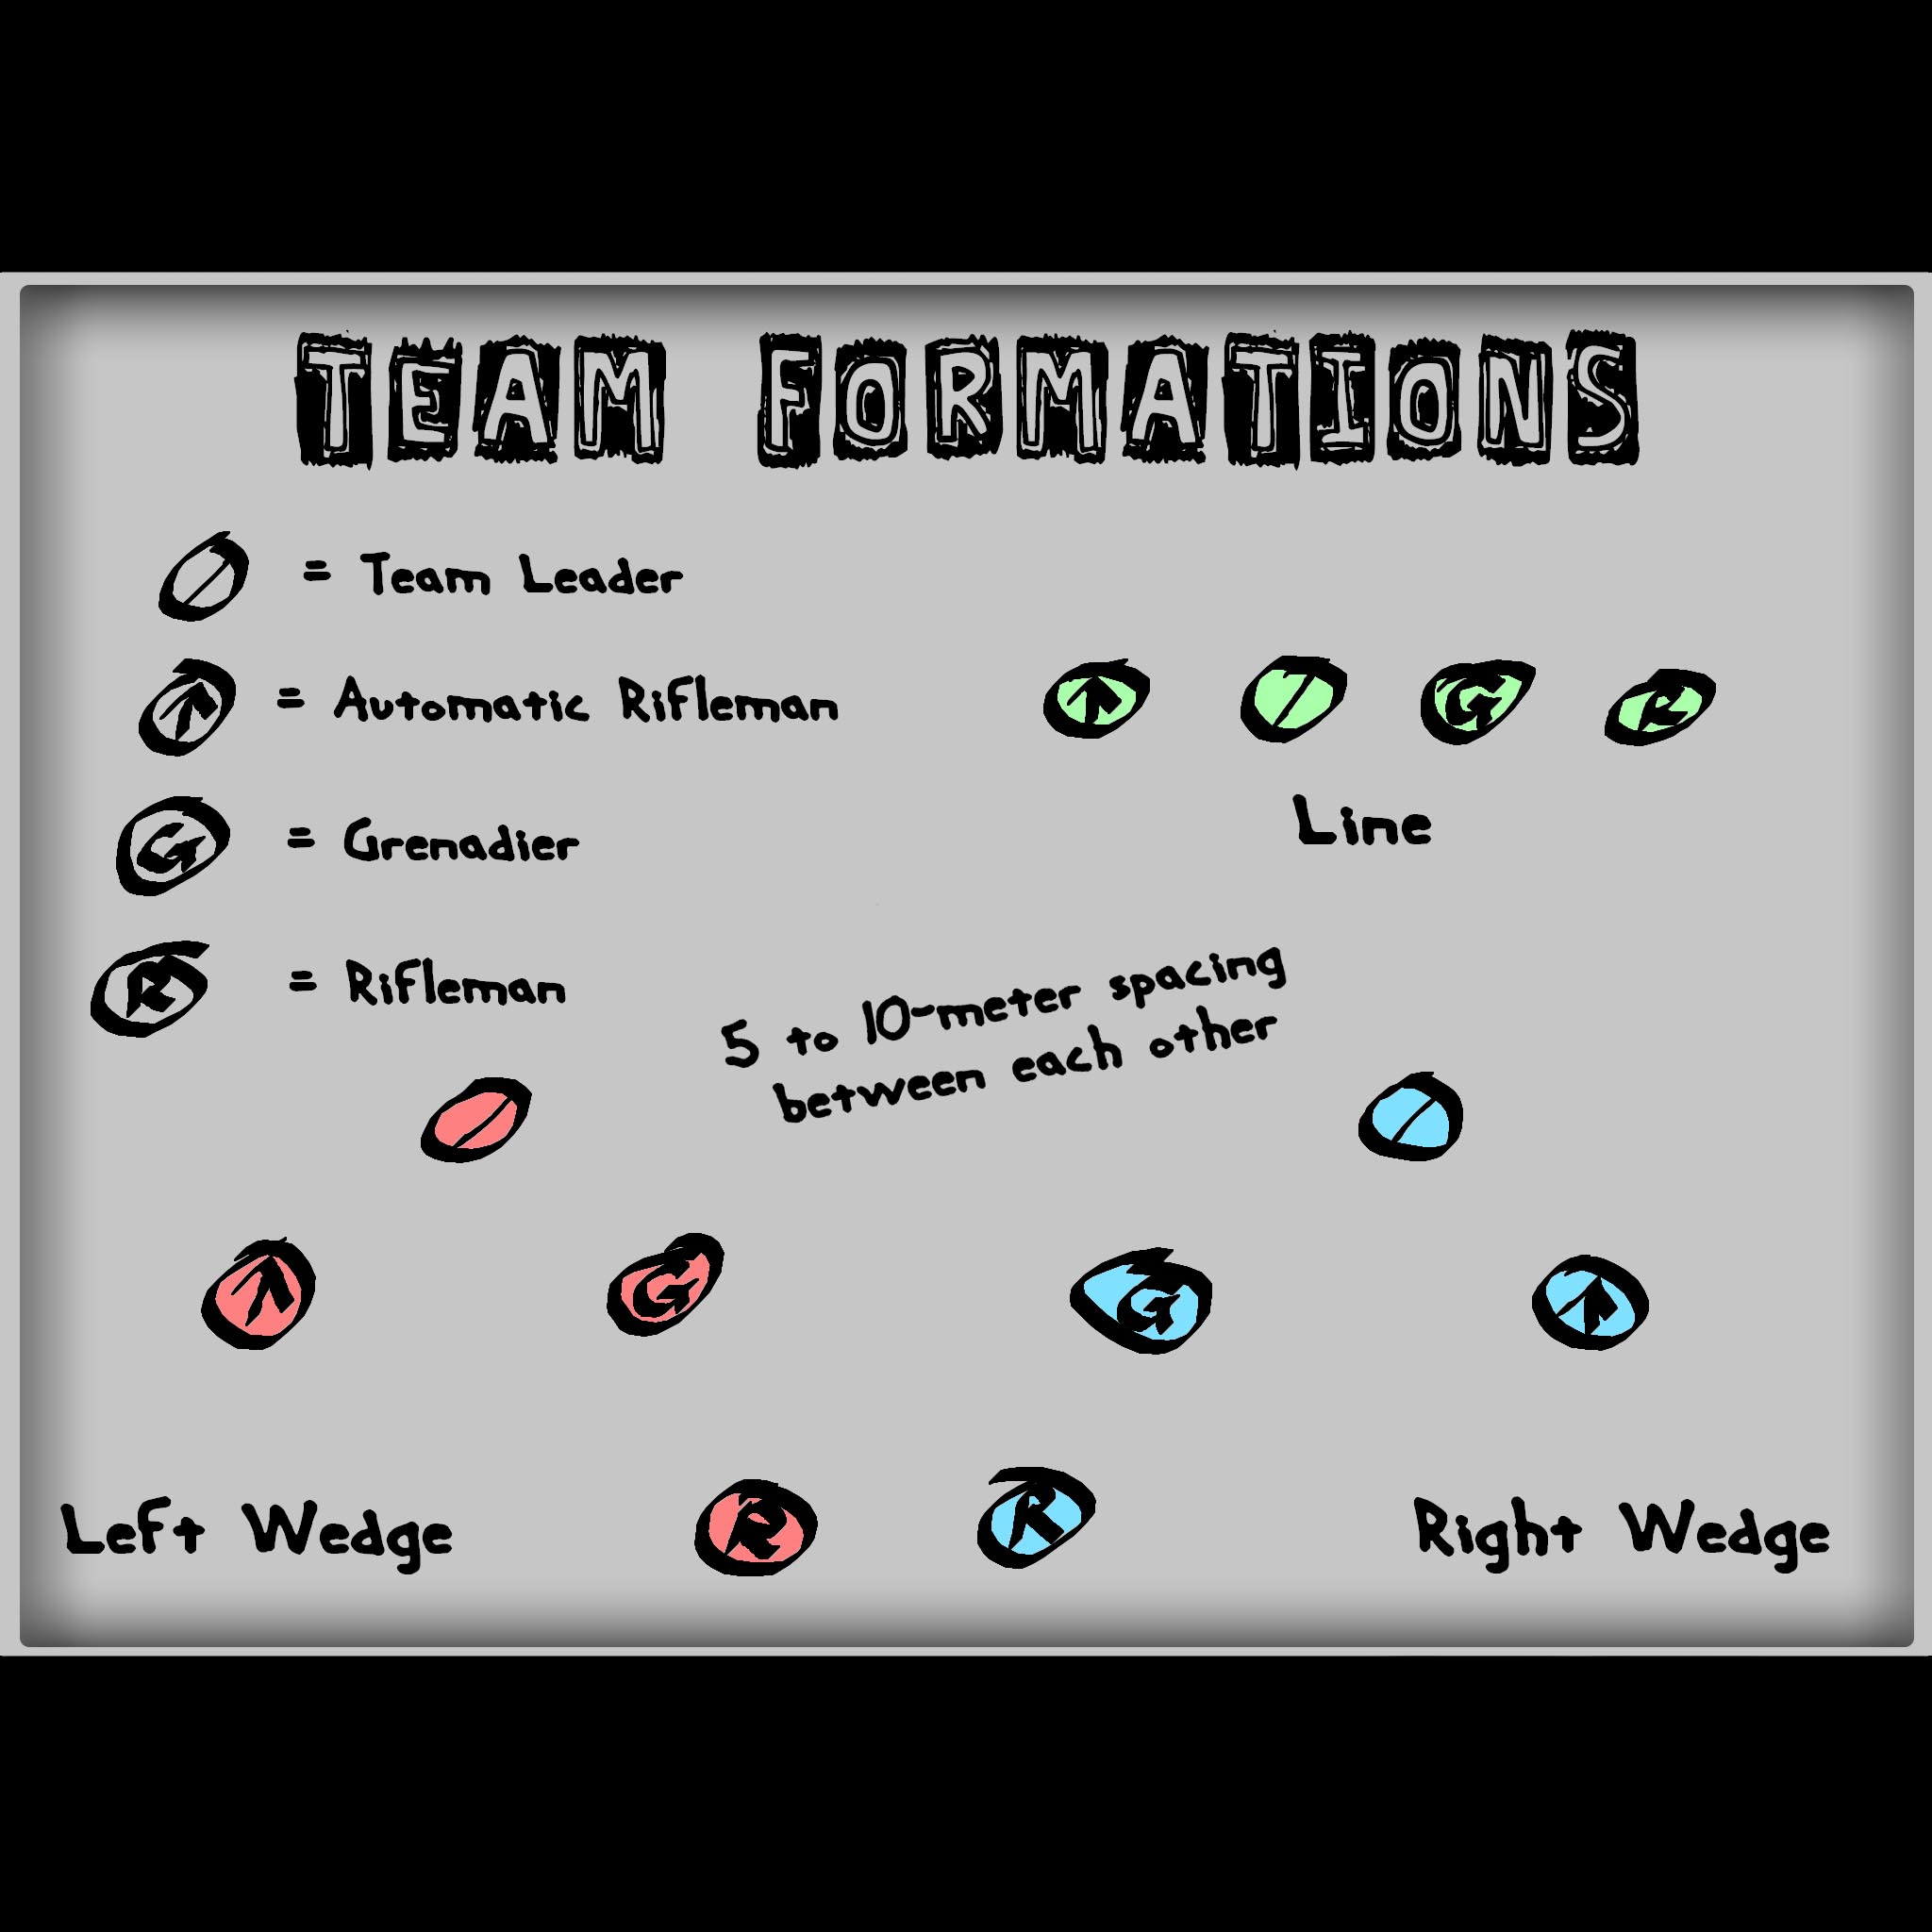 TEAM FORMATIONS
= Team Leader
= Automatic Rifleman
G = Grenadier
R = Rifleman
G R
Line
5 to 10-meter spacing
between each other
G G
Left Wedge R R Right Wedge